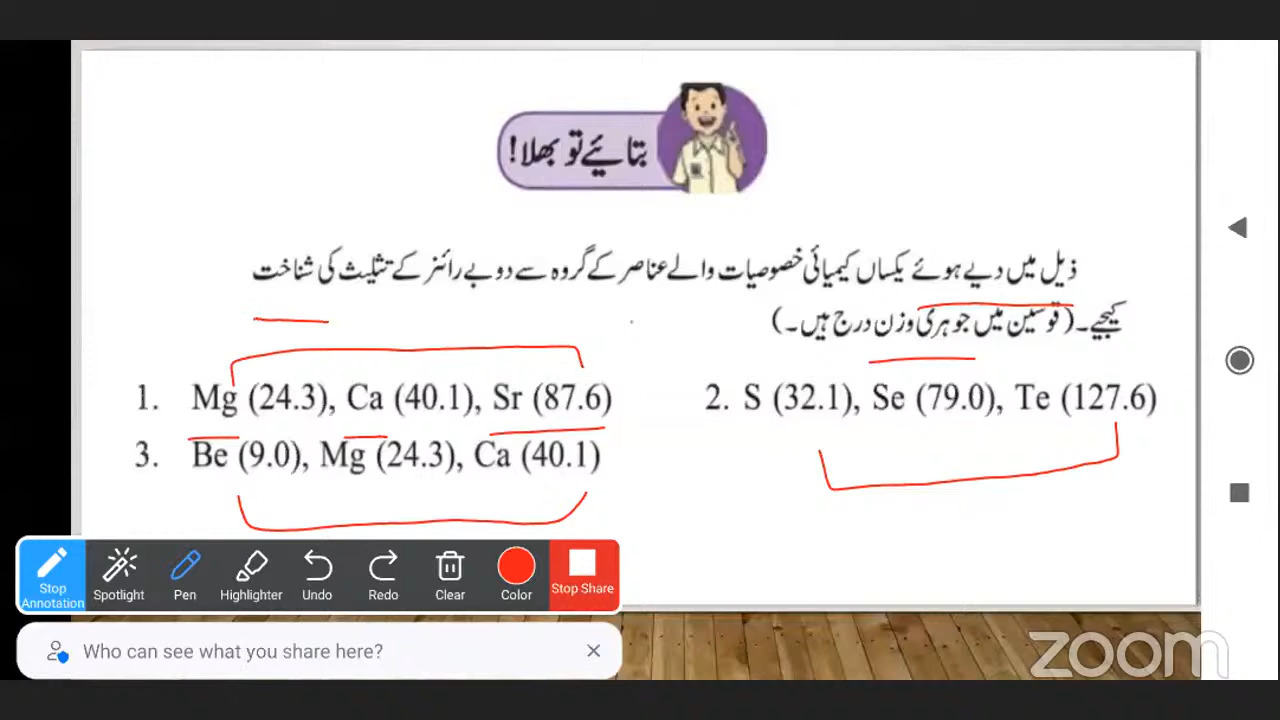 بتائیے تو بھلا!
ذیل میں دیے ہوئے یکساں کیمیائی خصوصیات والے عناصر کے گروہ سے دوبے رائنر کے تثلیث کی شناخت
کیجیے۔ (قوسین میں جوہری وزن درج ہیں۔)
1. Mg (24.3), Ca (40.1), Sr (87.6)
2. S (32.1), Se (79.0), Te (127.6)
3. Be (9.0), Mg (24.3), Ca (40.1)
Stop Annotation
Spotlight
Pen
Highlighter
Undo
Redo
Clear
Color
Stop Share
Who can see what you share here?
zoom